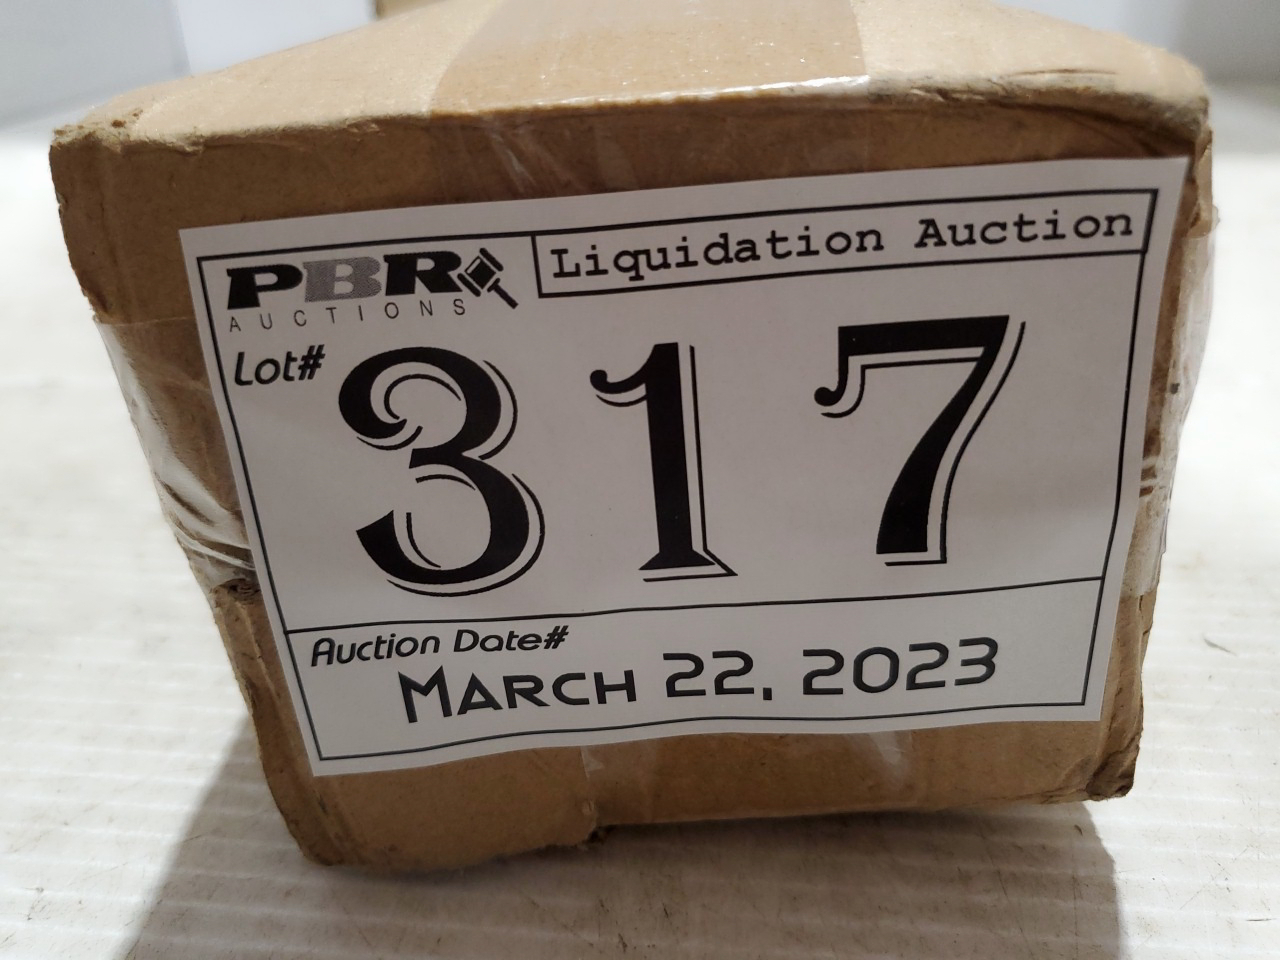 PBR
AUCTIONS
Liquidation Auction
Lot#
317
Auction Date#
March 22, 2023